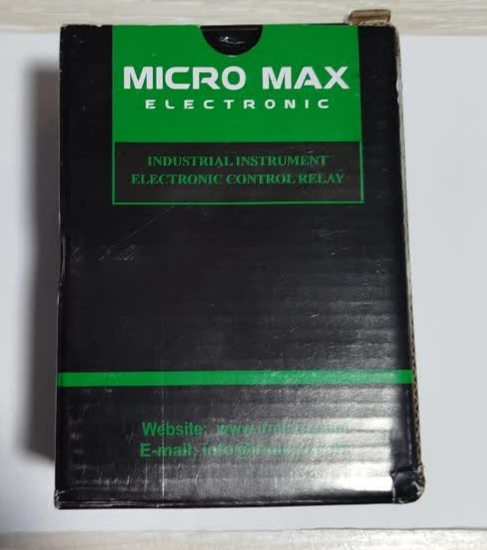 MICRO MAX
ELECTRONIC
INDUSTRIAL INSTRUMENT
ELECTRONIC CONTROL RELAY
Website:
E-mail: